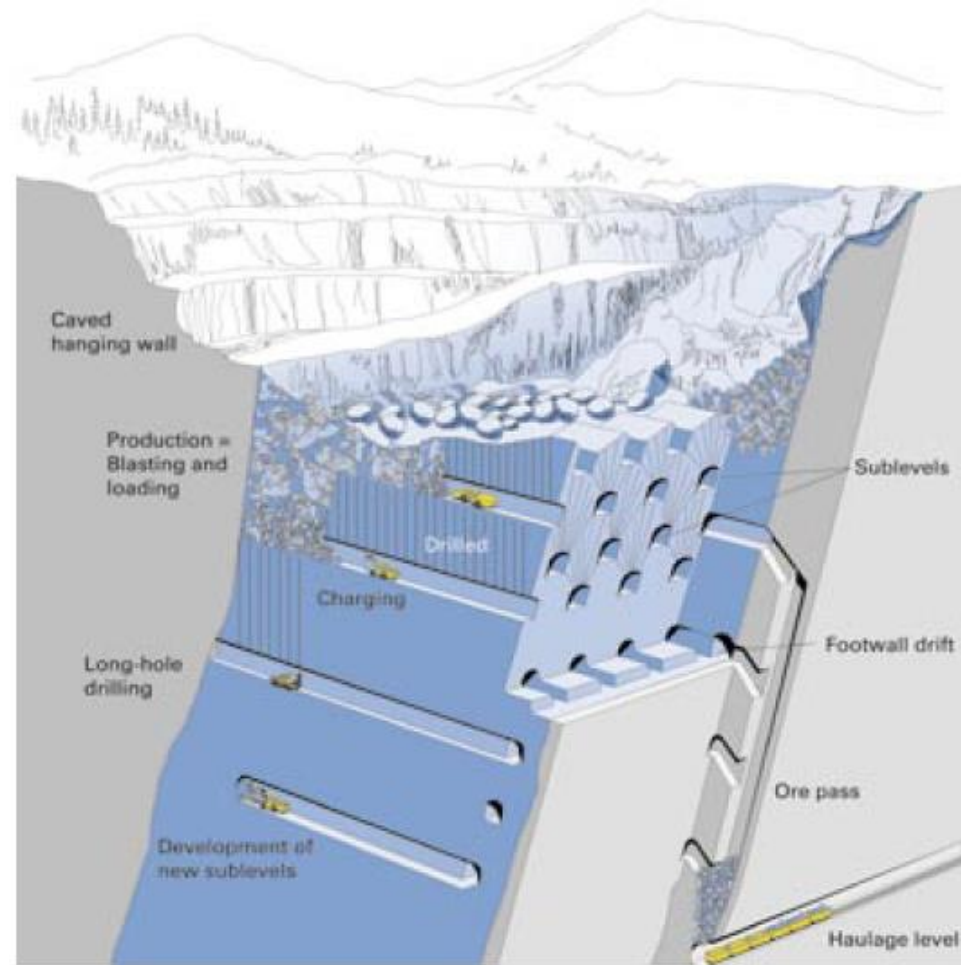 Caved
hanging wall
Production =
Blasting and
loading
Sublevels
Drilled
Charging
Long-hole
drilling
Footwall drift
Ore pass
Development of
new sublevels
Haulage level